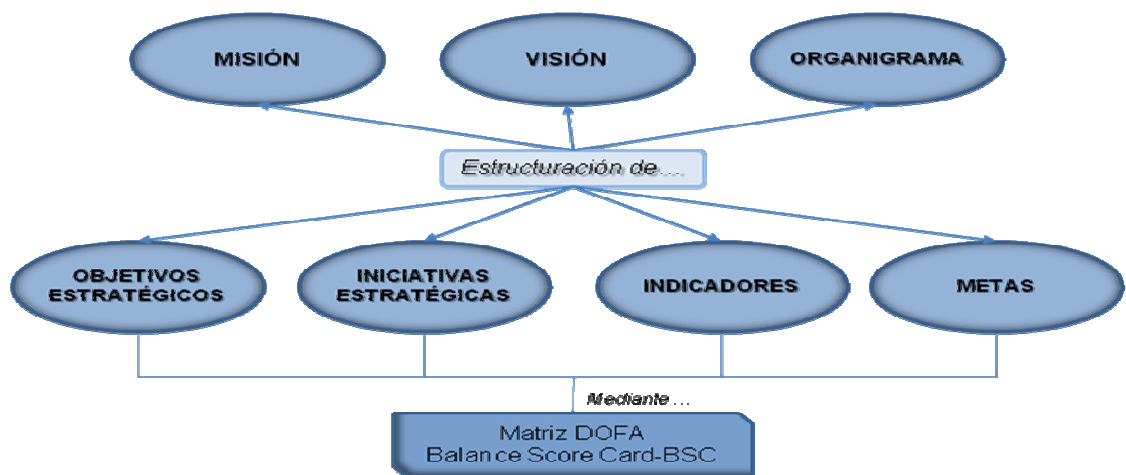 MISIÓN
VISIÓN
ORGANIGRAMA
Estructuración de....
OBJETIVOS
ESTRATÉGICOS
INICIATIVAS
ESTRATÉGICAS
INDICADORES
METAS
Mediante ...
Matriz DOFA
Balance Score Card-BSC